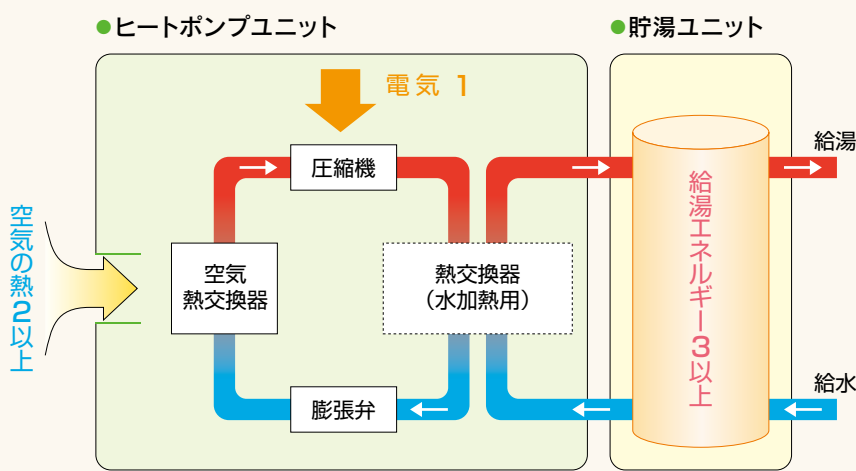 ●ヒートポンプユニット
●貯湯ユニット
電気 1
圧縮機
給湯
空気の熱2以上
空気
熱交換器
熱交換器
（水加熱用）
給湯エネルギー3以上
膨張弁
給水